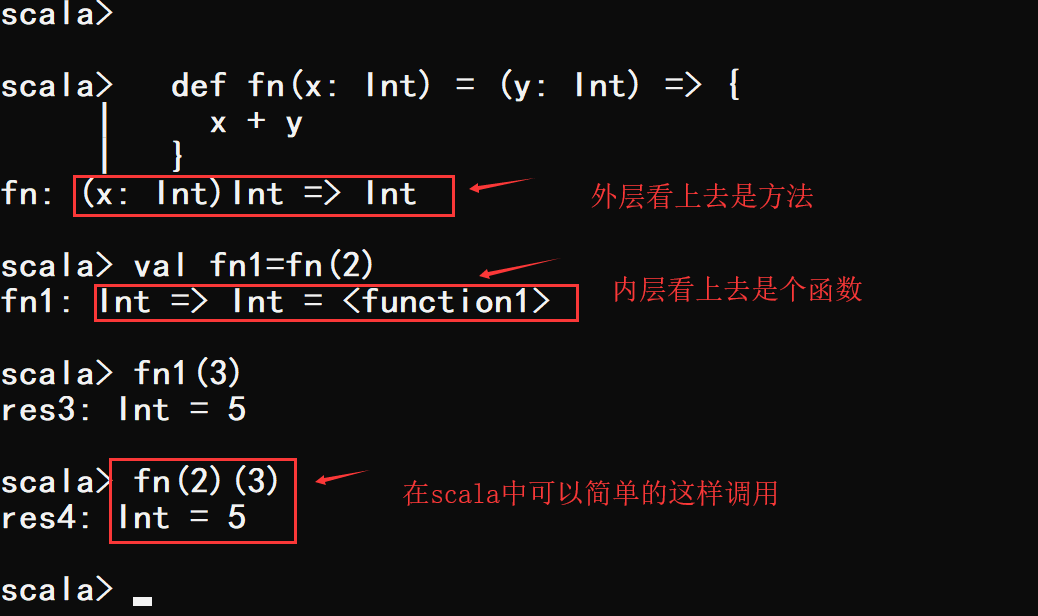 scala>
scala>   def fn(x: Int) = (y: Int) => {
     |     x + y
     |   }
fn: (x: Int)Int => Int
外层看上去是方法
scala> val fn1=fn(2)
fn1: Int => Int = <function1>
内层看上去是个函数
scala> fn1(3)
res3: Int = 5
scala> fn(2)(3)
res4: Int = 5
在scala中可以简单的这样调用
scala>